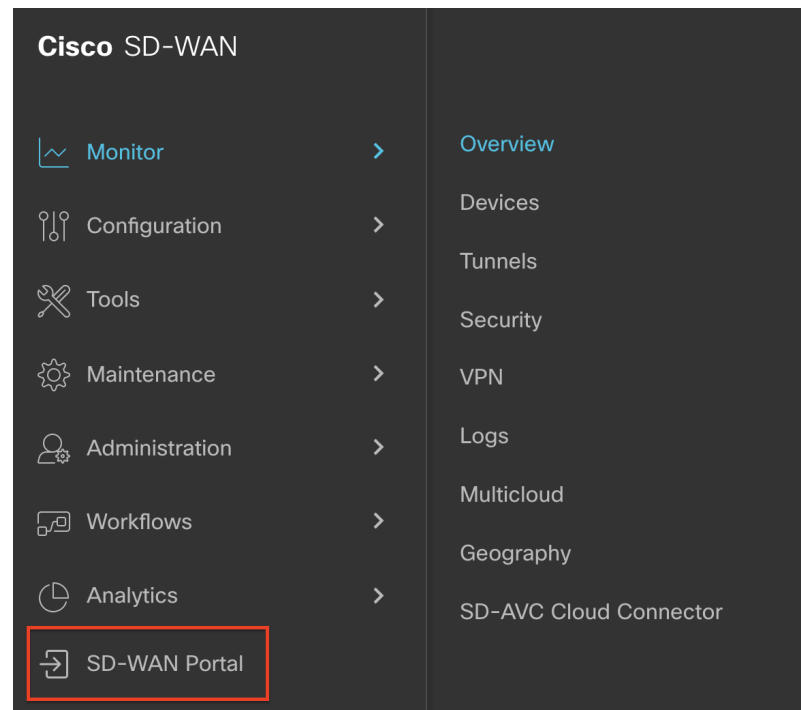 Cisco SD-WAN
Monitor
Configuration
Tools
Maintenance
Administration
Workflows
Analytics
SD-WAN Portal
Overview
Devices
Tunnels
Security
VPN
Logs
Multicloud
Geography
SD-AVC Cloud Connector